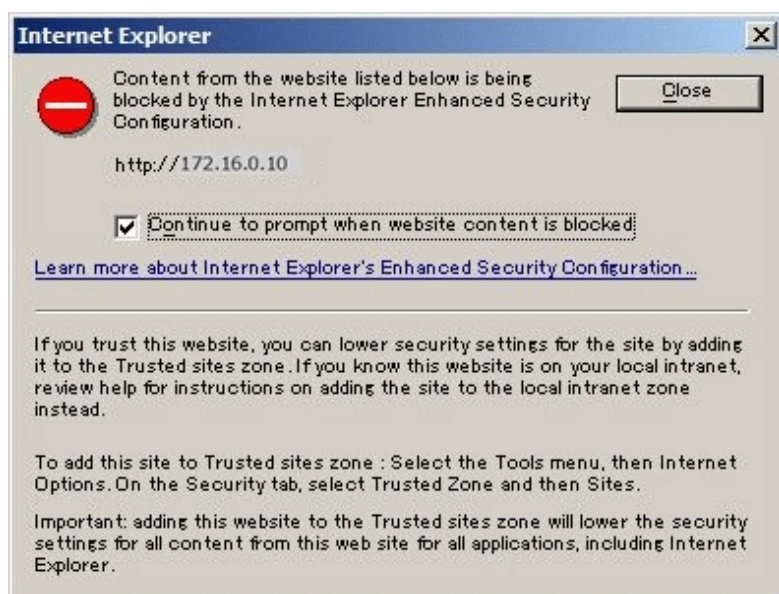 Internet Explorer
Content from the website listed below is being
blocked by the Internet Explorer Enhanced Security
Configuration.
Close
http://172.16.0.10
Continue to prompt when website content is blocked
Learn more about Internet Explorer's Enhanced Security Configuration...
If you trust this website, you can lower security settings for the site by adding
it to the Trusted sites zone. If you know this website is on your local intranet,
review help for instructions on adding the site to the local intranet zone
instead.
To add this site to Trusted sites zone : Select the Tools menu, then Internet
Options. On the Security tab, select Trusted Zone and then Sites.
Important: adding this website to the Trusted sites zone will lower the security
settings for all content from this web site for all applications, including Internet
Explorer.